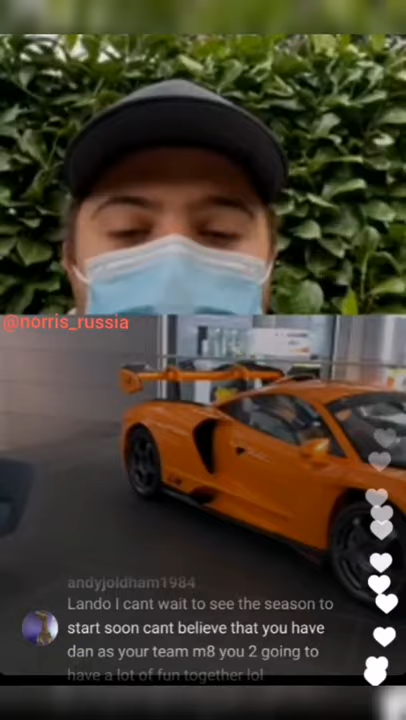 @norris_russia
andyjoldham1984
Lando I cant wait to see the season to
start soon cant believe that you have
dan as your team m8 you 2 going to
have a lot of fun together lol